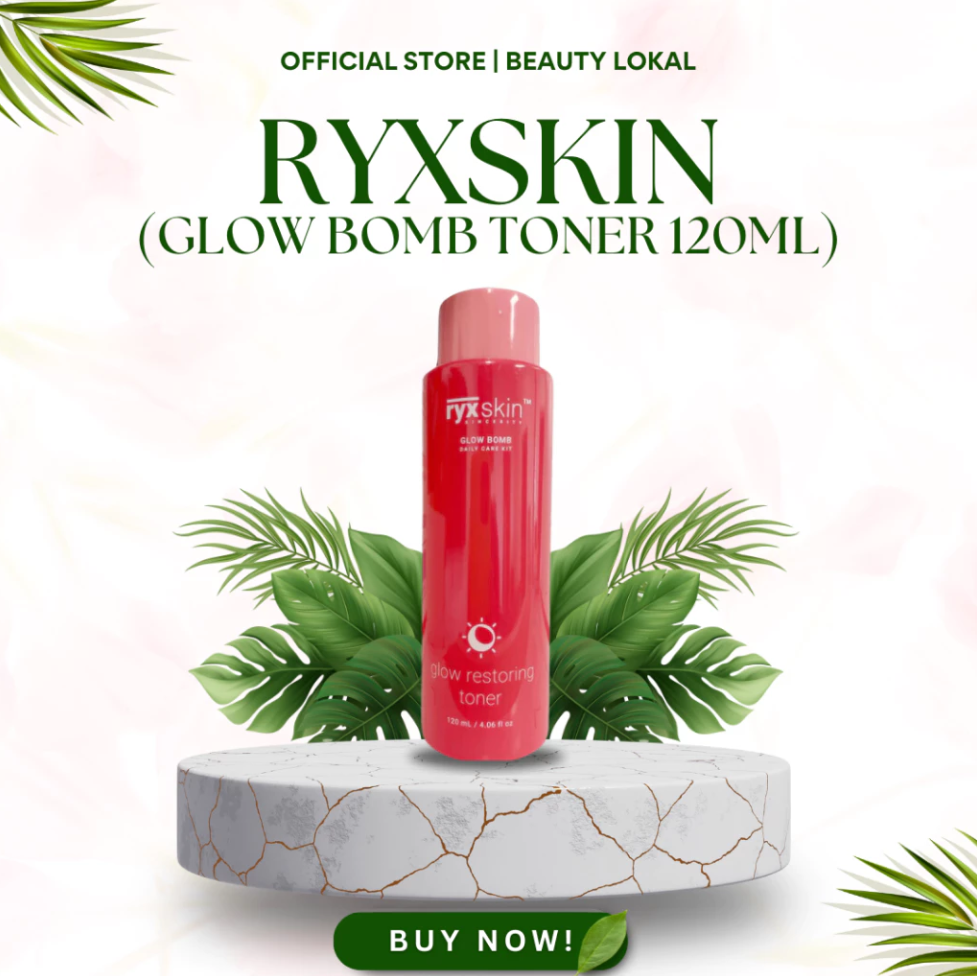 OFFICIAL STORE | BEAUTY LOKAL
RYXSKIN
(GLOW BOMB TONER 120ML)
ryxskin™
SINCERITY
GLOW BOMB
DAILY CARE KIT
glow restoring
toner
120 mL / 4.06 fl oz
BUY NOW!